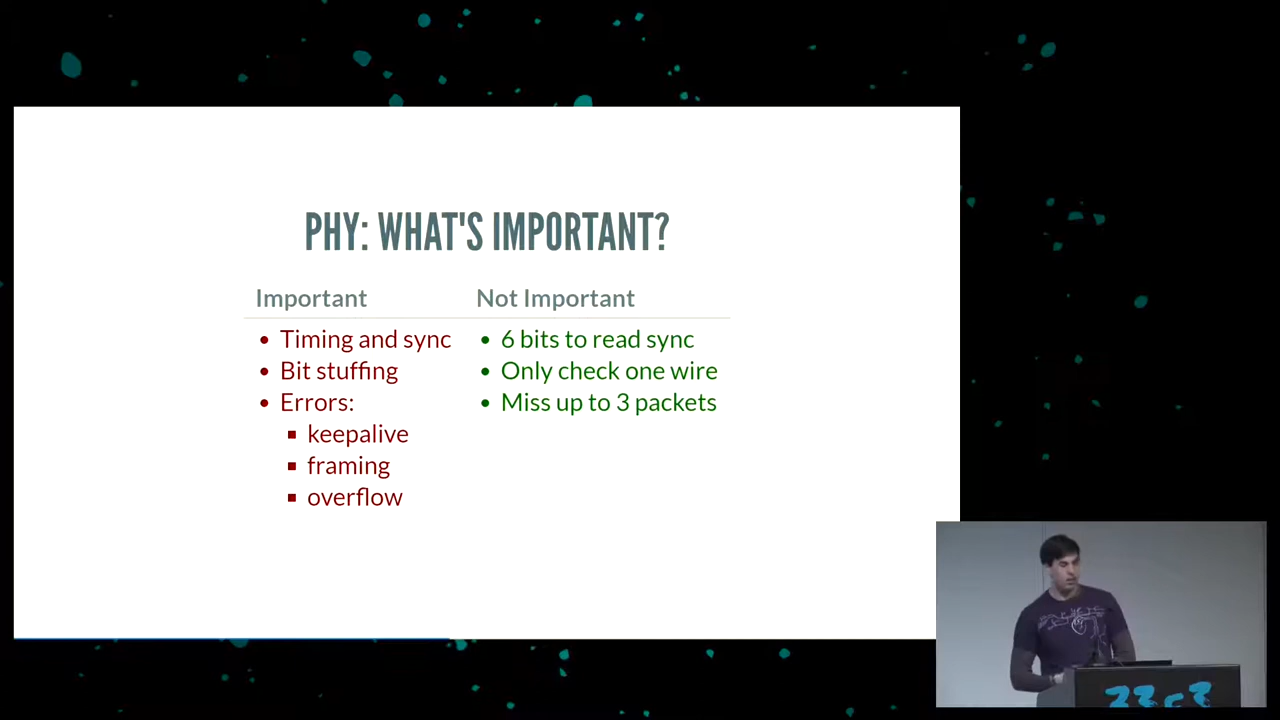 PHY: WHAT'S IMPORTANT?
Important
Not Important
Timing and sync
Bit stuffing
Errors:
keepalive
framing
overflow
6 bits to read sync
Only check one wire
Miss up to 3 packets
33c3